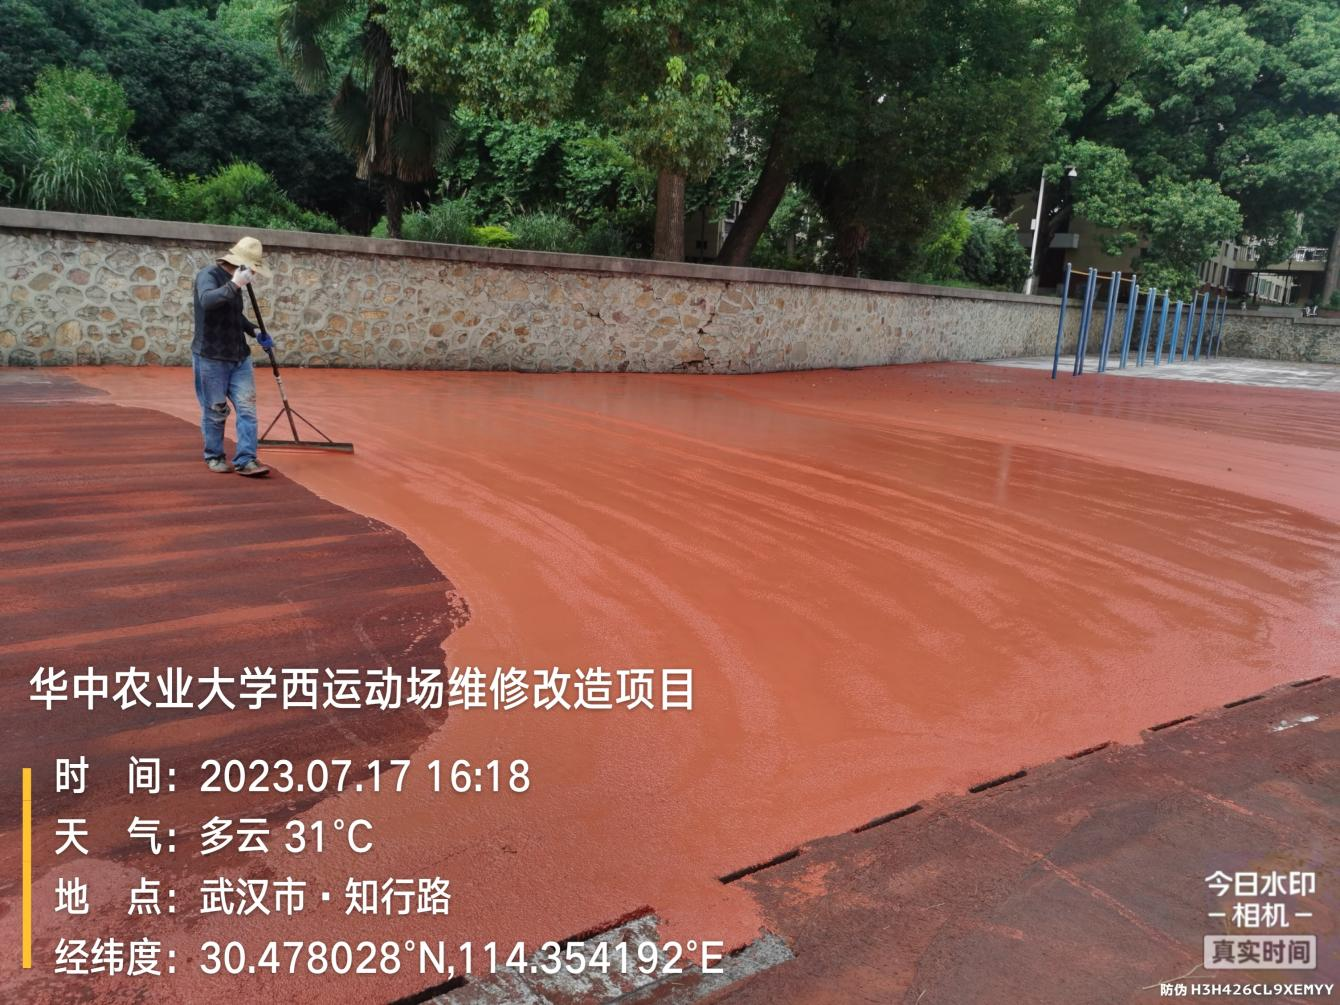 华中农业大学西运动场维修改造项目
时 间：2023.07.17 16:18
天 气：多云 31°C
地 点：武汉市·知行路
经纬度：30.478028°N,114.354192°E
今日水印
－相机－
真实时间
防伪 H3H426CL9XEMYY